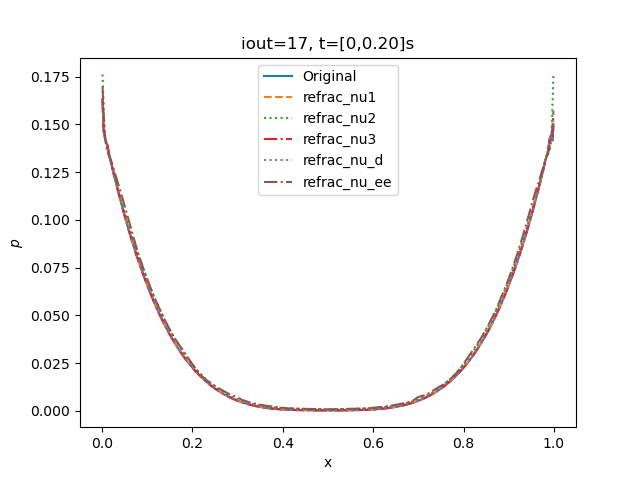 iout=17, t=[0,0.20]s
Original
refrac_nu1
refrac_nu2
refrac_nu3
refrac_nu_d
refrac_nu_ee
0.175
0.150
0.125
0.100
0.075
0.050
0.025
0.000
p
0.0 0.2 0.4 0.6 0.8 1.0
x